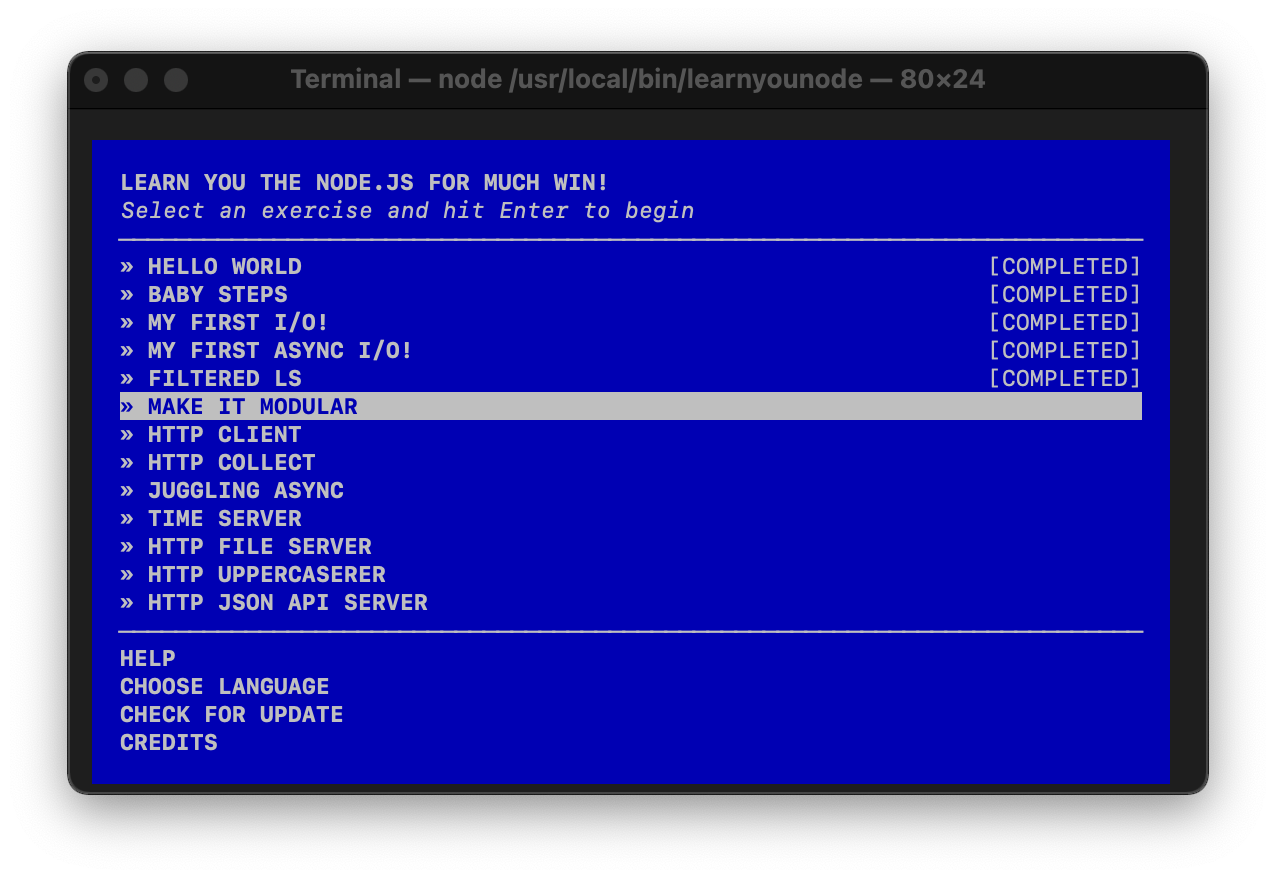 Terminal — node /usr/local/bin/learnyounode — 80×24
LEARN YOU THE NODE.JS FOR MUCH WIN!
Select an exercise and hit Enter to begin
» HELLO WORLD [COMPLETED]
» BABY STEPS [COMPLETED]
» MY FIRST I/O! [COMPLETED]
» MY FIRST ASYNC I/O! [COMPLETED]
» FILTERED LS [COMPLETED]
» MAKE IT MODULAR
» HTTP CLIENT
» HTTP COLLECT
» JUGGLING ASYNC
» TIME SERVER
» HTTP FILE SERVER
» HTTP UPPERCASERER
» HTTP JSON API SERVER
HELP
CHOOSE LANGUAGE
CHECK FOR UPDATE
CREDITS